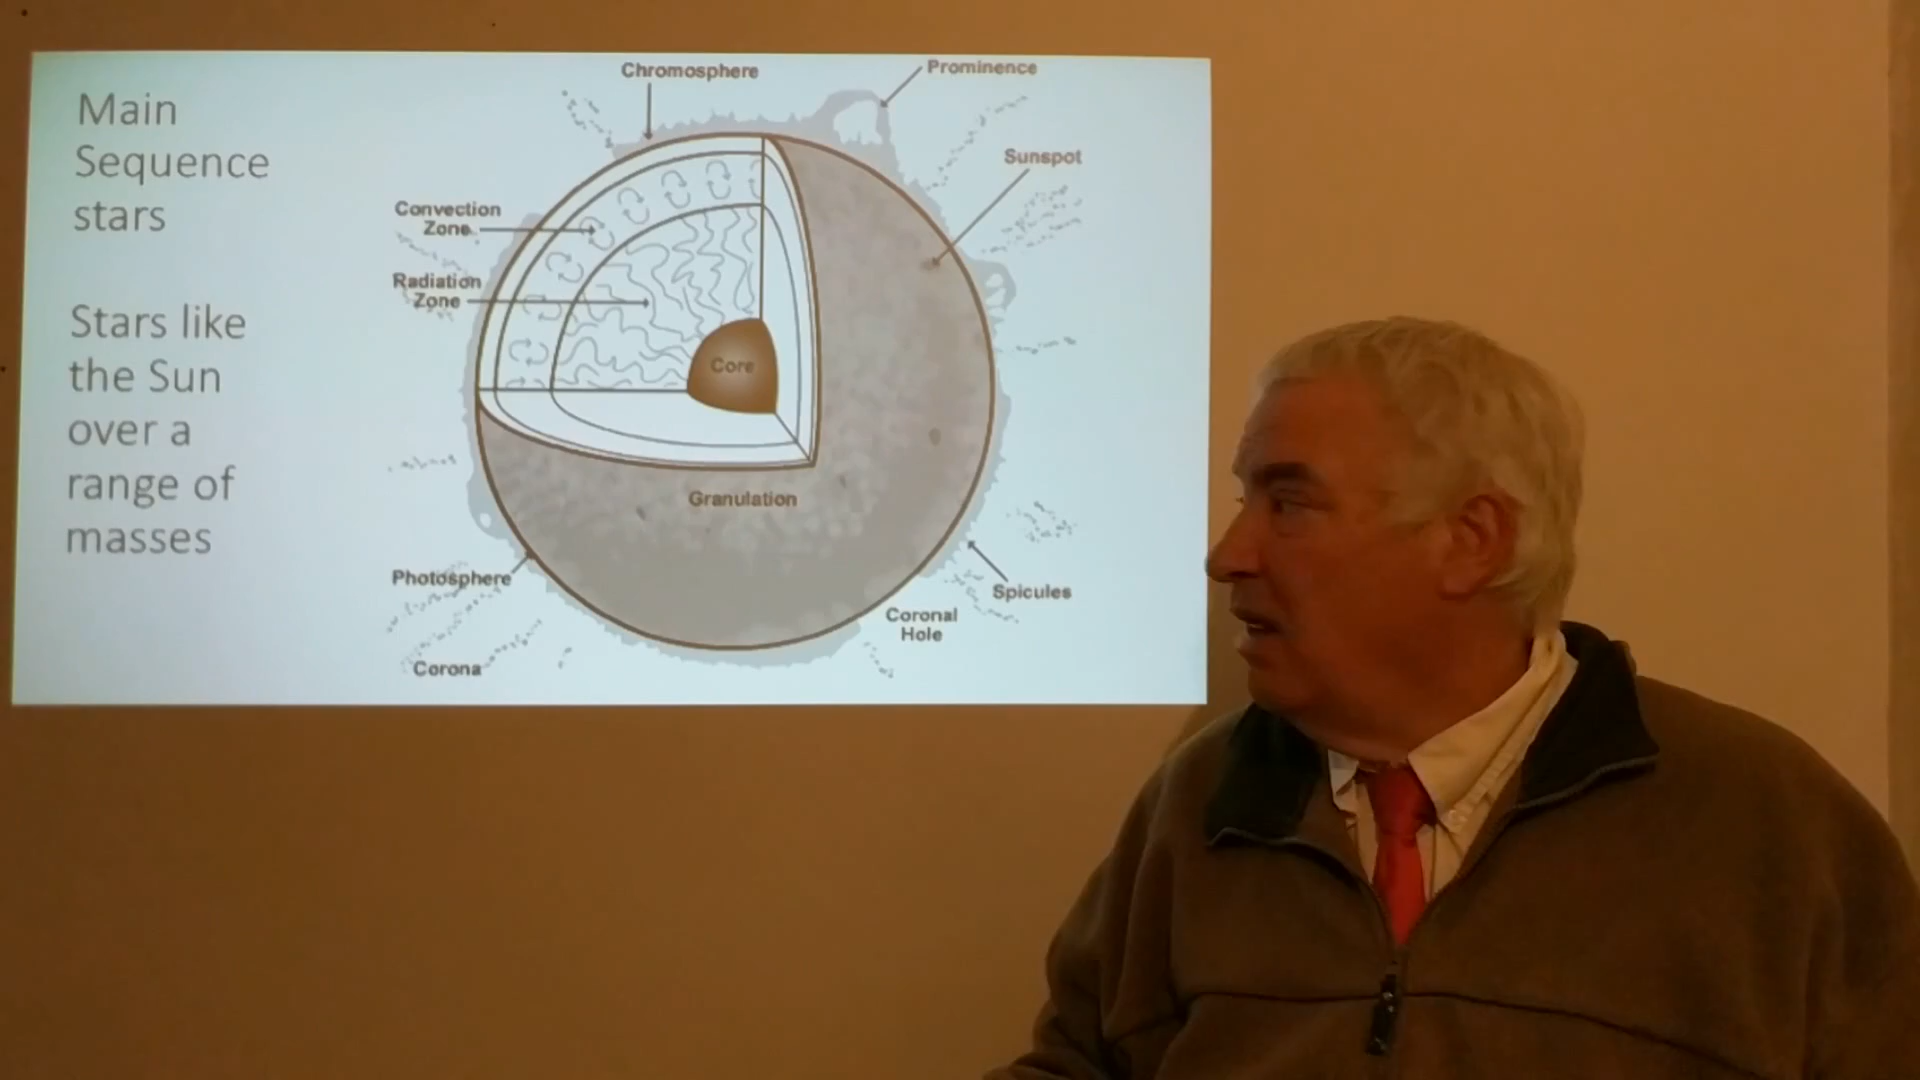 Main
Sequence
stars
Stars like
the Sun
over a
range of
masses
Chromosphere
Prominence
Sunspot
Convection
Zone
Radiation
Zone
Core
Granulation
Photosphere
Spicules
Coronal
Hole
Corona